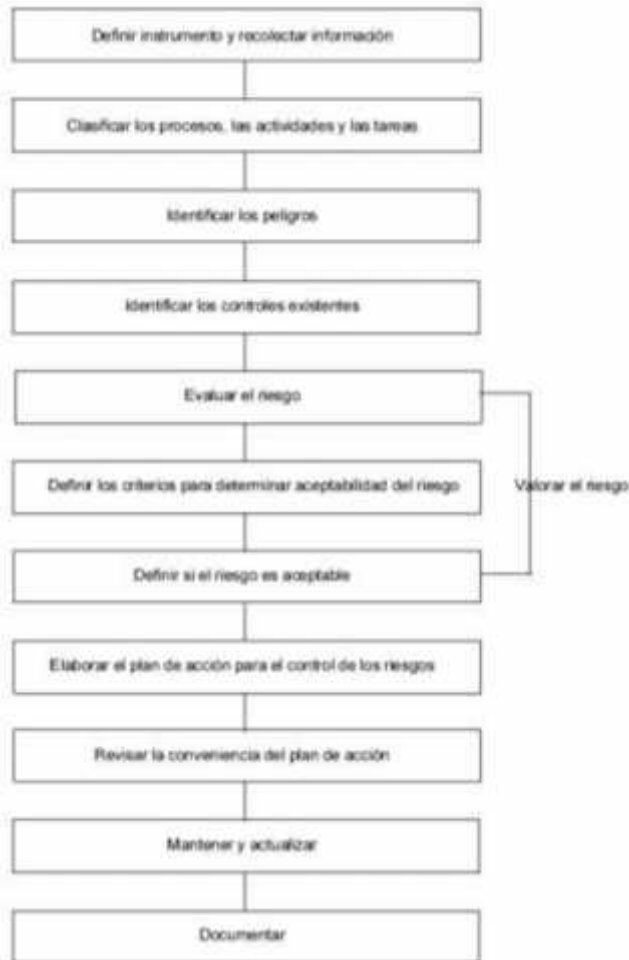 Definir instrumento y recolectar información
Clasificar los procesos, las actividades y las tareas
Identificar los peligros
Identificar los controles existentes
Evaluar el riesgo
Definir los criterios para determinar aceptabilidad del riesgo
Valorar el riesgo
Definir si el riesgo es aceptable
Elaborar el plan de acción para el control de los riesgos
Revisar la conveniencia del plan de acción
Mantener y actualizar
Documentar